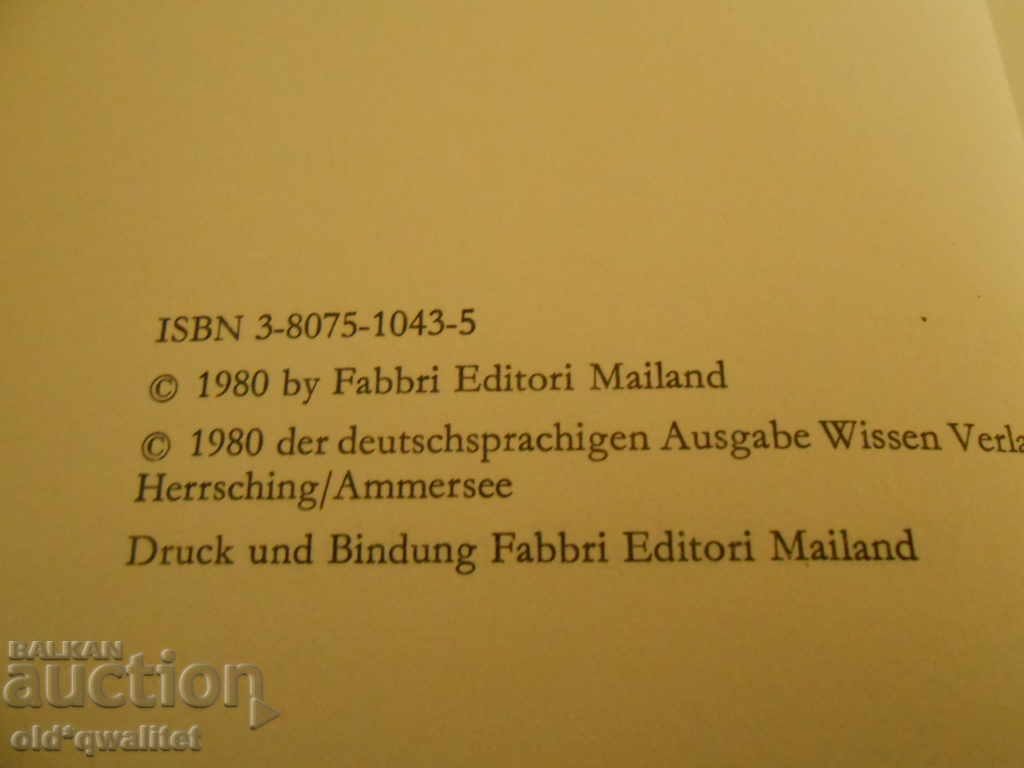 ISBN 3-8075-1043-5
© 1980 by Fabbri Editori Mailand
© 1980 der deutschsprachigen Ausgabe Wissen Verla
Herrsching/Ammersee
Druck und Bindung Fabbri Editori Mailand
BALKAN
auction
old*qwalitet